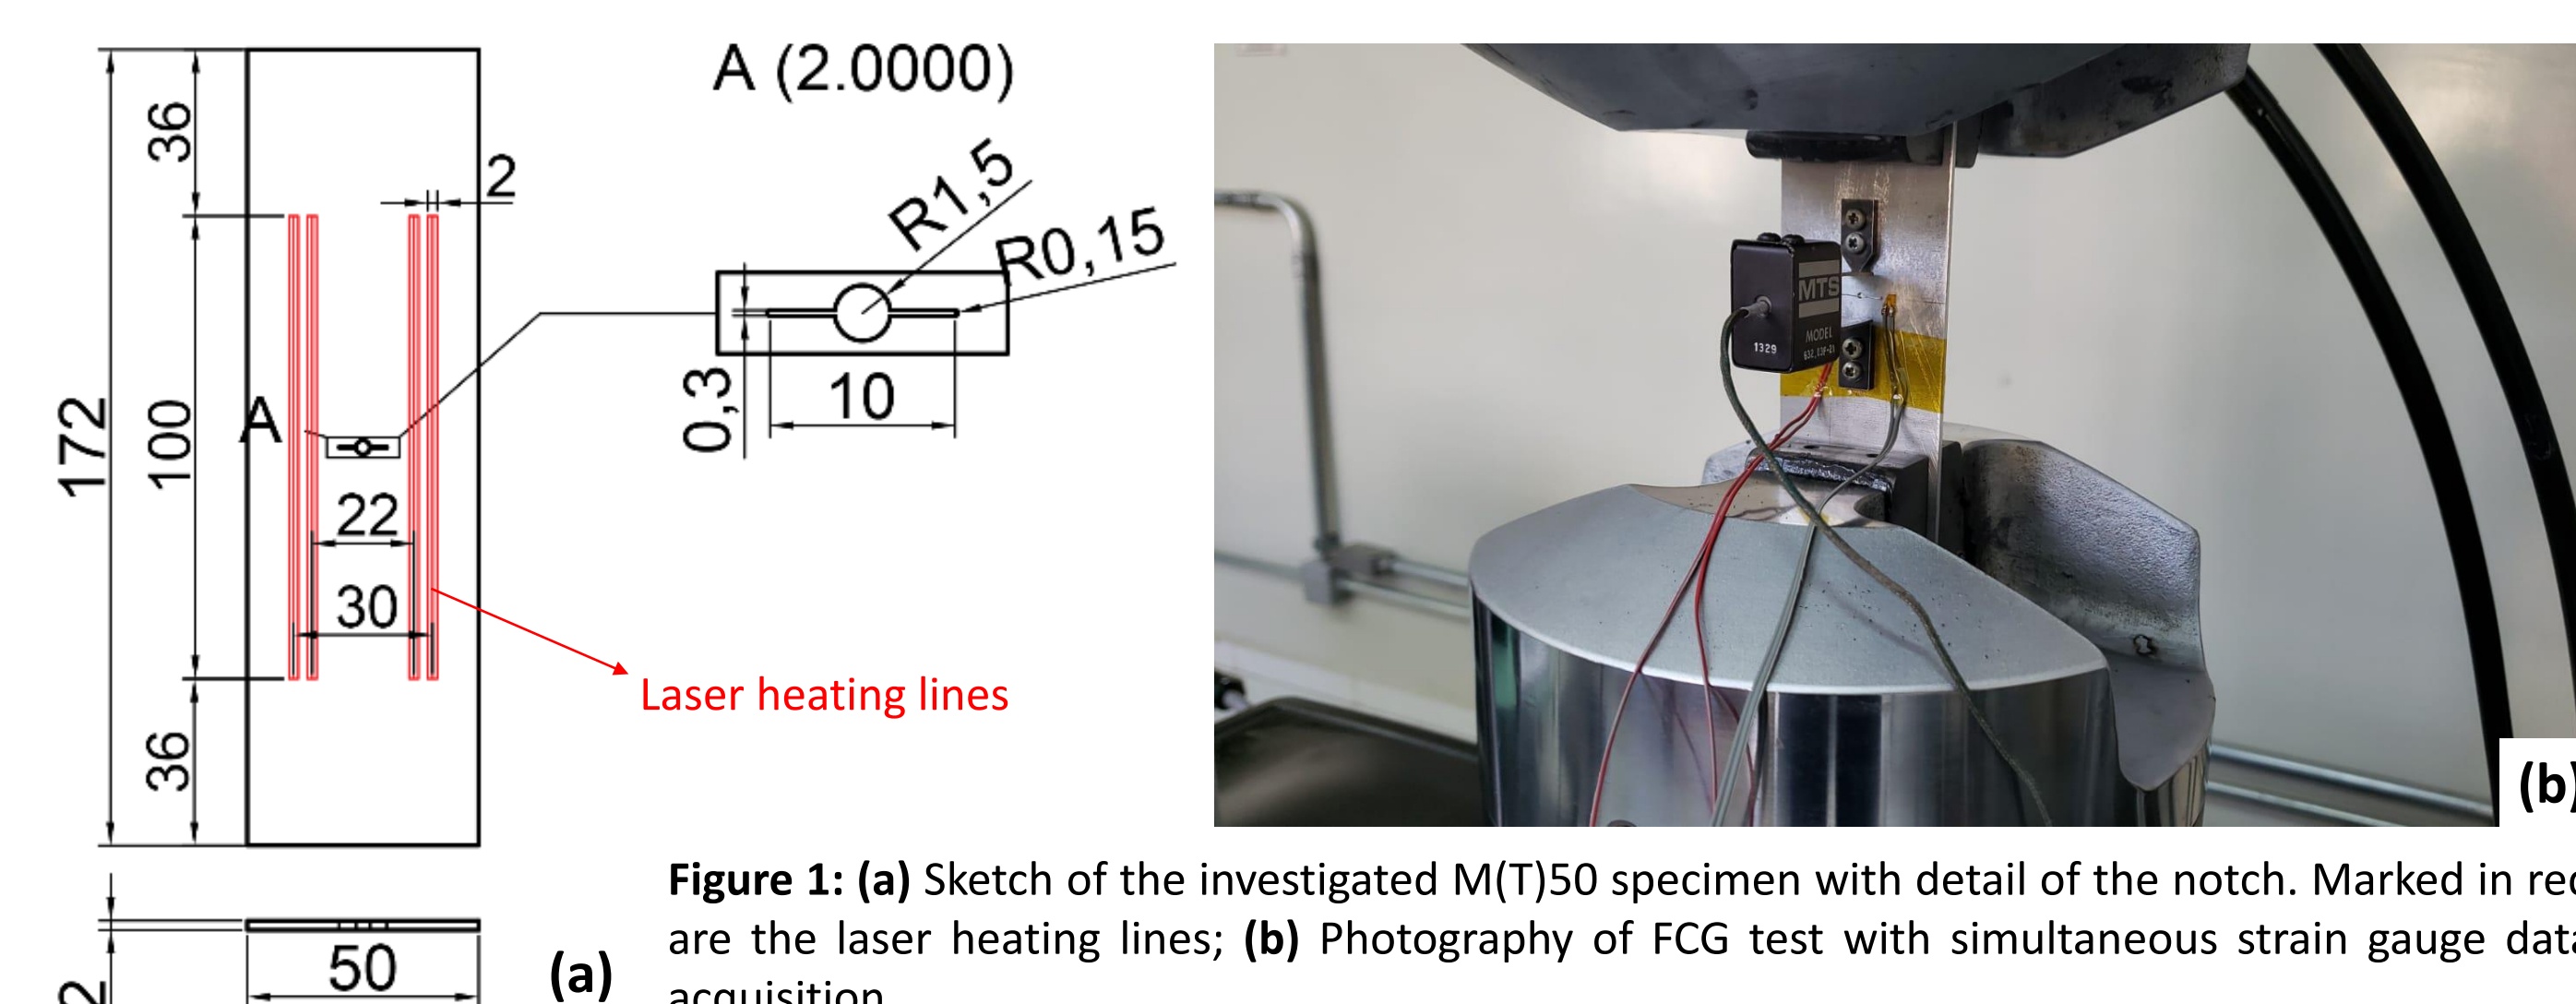 A (2.0000)
36
2
R1,5
R0,15
172
100
A
0,3
10
22
30
Laser heating lines
36
MTS
MODEL
1329
(b)
50
(a)
2
Figure 1: (a) Sketch of the investigated M(T)50 specimen with detail of the notch. Marked in red
are the laser heating lines; (b) Photography of FCG test with simultaneous strain gauge data
acquisition